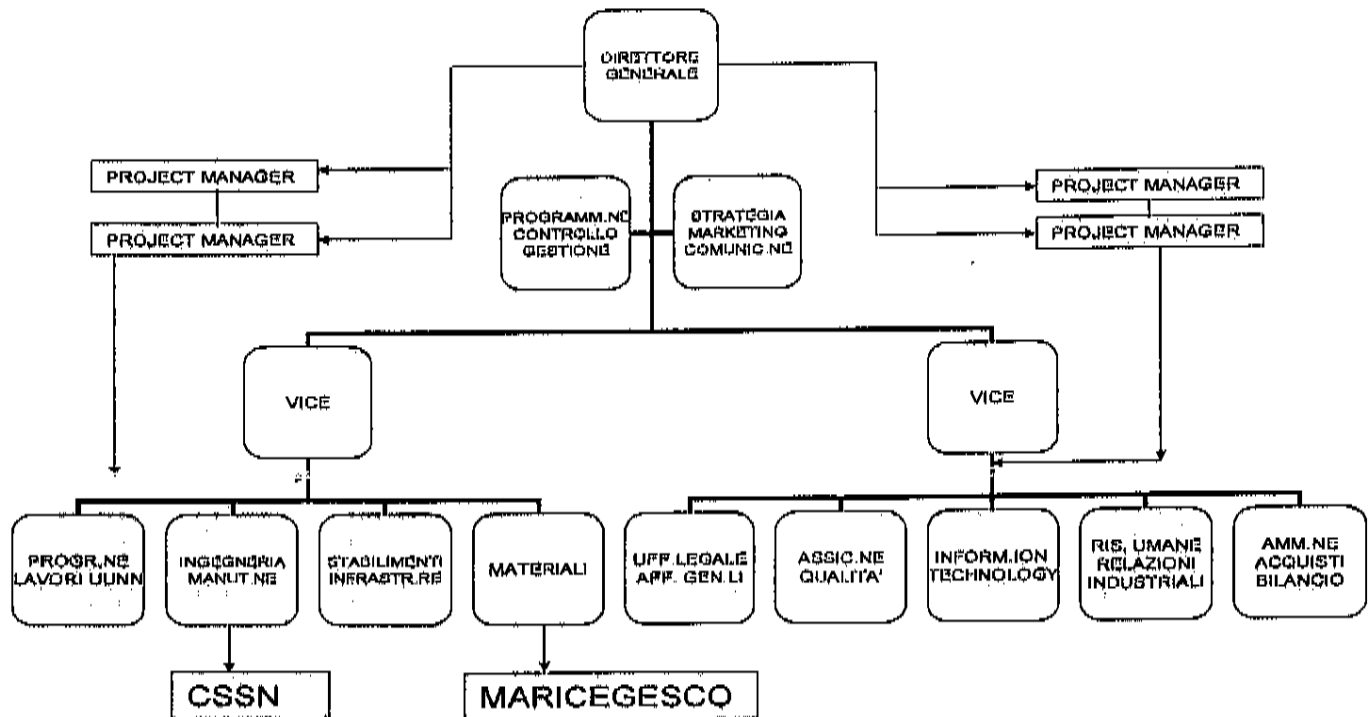 DIRETTORE
GENERALE
PROJECT MANAGER
PROJECT MANAGER
PROJECT MANAGER
PROJECT MANAGER
PROGRAMM.NE
CONTROLLO
GESTIONE
STRATEGIA
MARKETING
COMUNIC.NE
VICE
VICE
PROGR.NE
LAVORI UUNN
INGEGNERIA
MANUT.NE
STABILIMENTI
INFRASTR.RE
MATERIALI
UFF.LEGALE
AFF. GEN.LI
ASSIC.NE
QUALITA'
INFORM.ION
TECHNOLOGY
RIS. UMANE
RELAZIONI
INDUSTRIALI
AMM.NE
ACQUISTI
BILANCIO
CSSN
MARICEGESCO